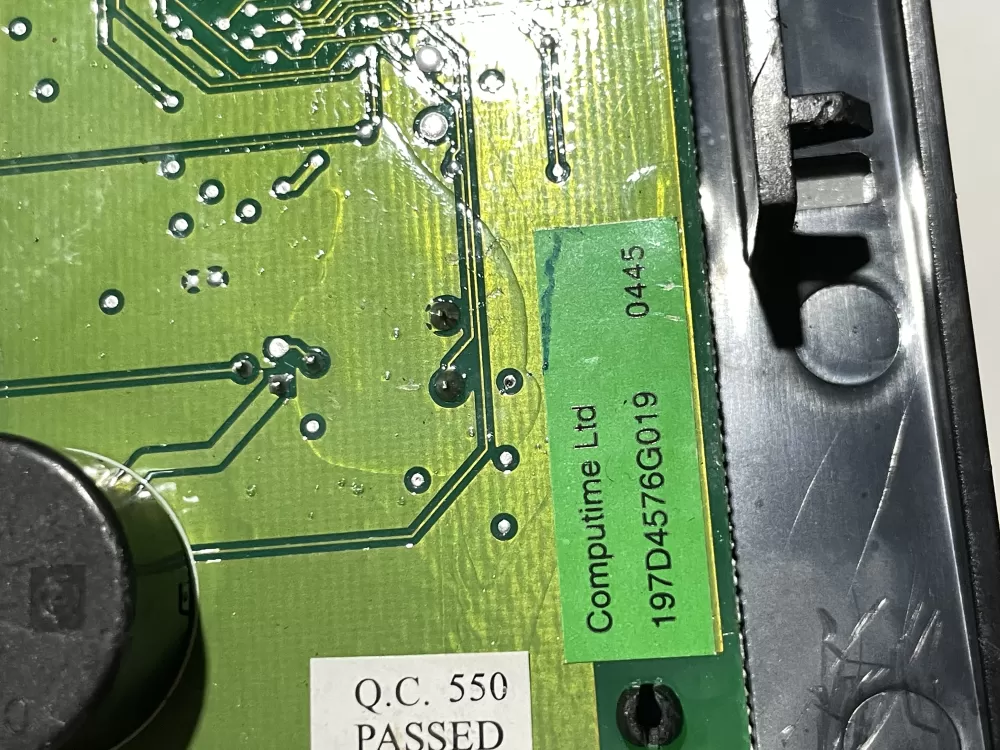 Computime Ltd
197D4576G019 0445
Q.C. 550
PASSED